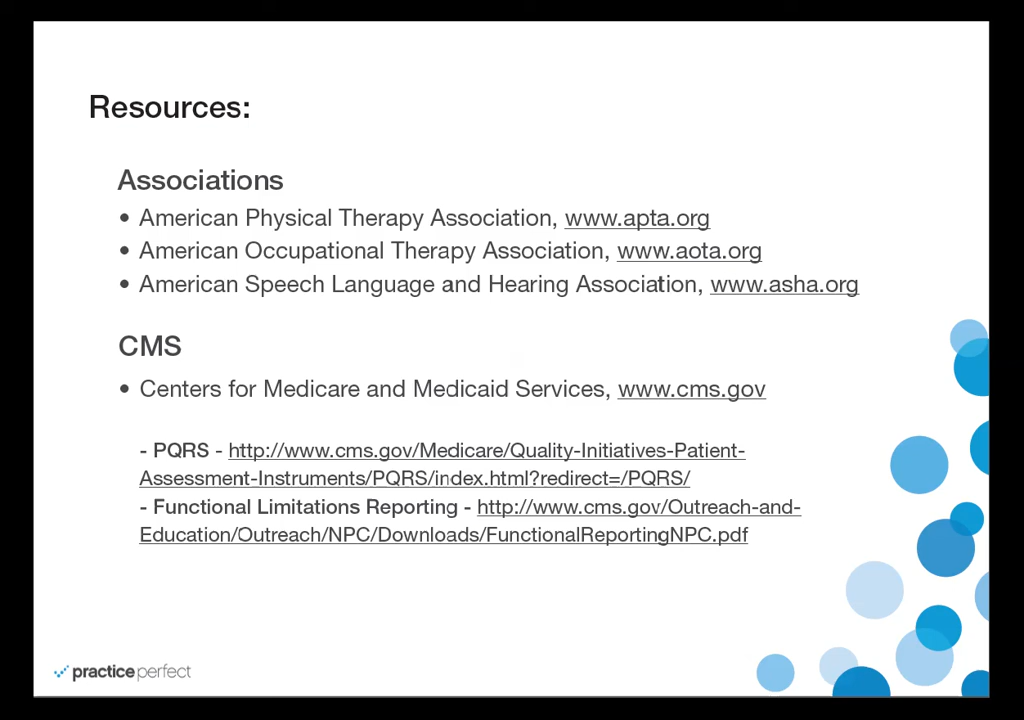 Resources:
Associations
• American Physical Therapy Association, www.apta.org
• American Occupational Therapy Association, www.aota.org
• American Speech Language and Hearing Association, www.asha.org
CMS
• Centers for Medicare and Medicaid Services, www.cms.gov
- PQRS - http://www.cms.gov/Medicare/Quality-Initiatives-Patient-
Assessment-Instruments/PQRS/index.html?redirect=/PQRS/
- Functional Limitations Reporting - http://www.cms.gov/Outreach-and-
Education/Outreach/NPC/Downloads/FunctionalReportingNPC.pdf
practice perfect